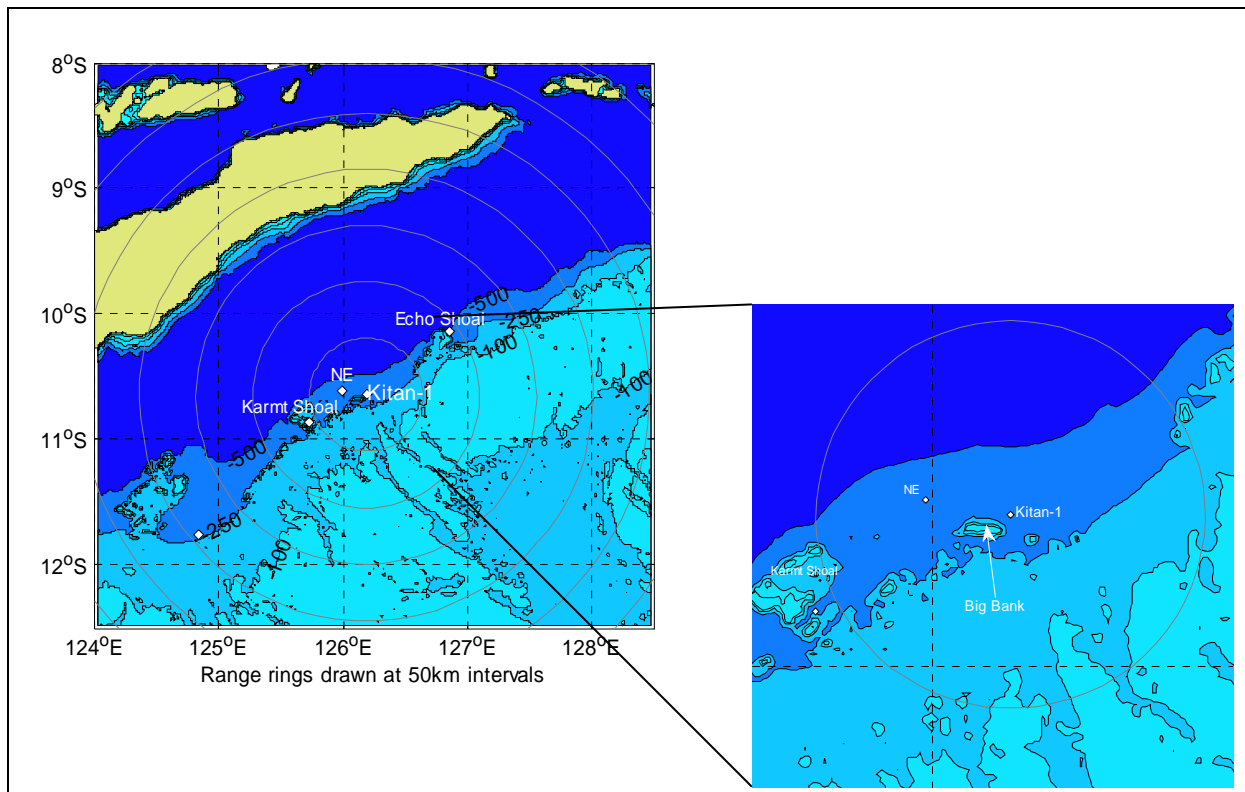 8°S
9°S
10°S
11°S
12°S
124°E
125°E
126°E
127°E
128°E
-500
-250
-100
Echo Shoal
-100
NE
Kitan-1
Karmt Shoal
-500
-250
-100
Range rings drawn at 50km intervals
NE
Kitan-1
Karmt Shoal
Big Bank